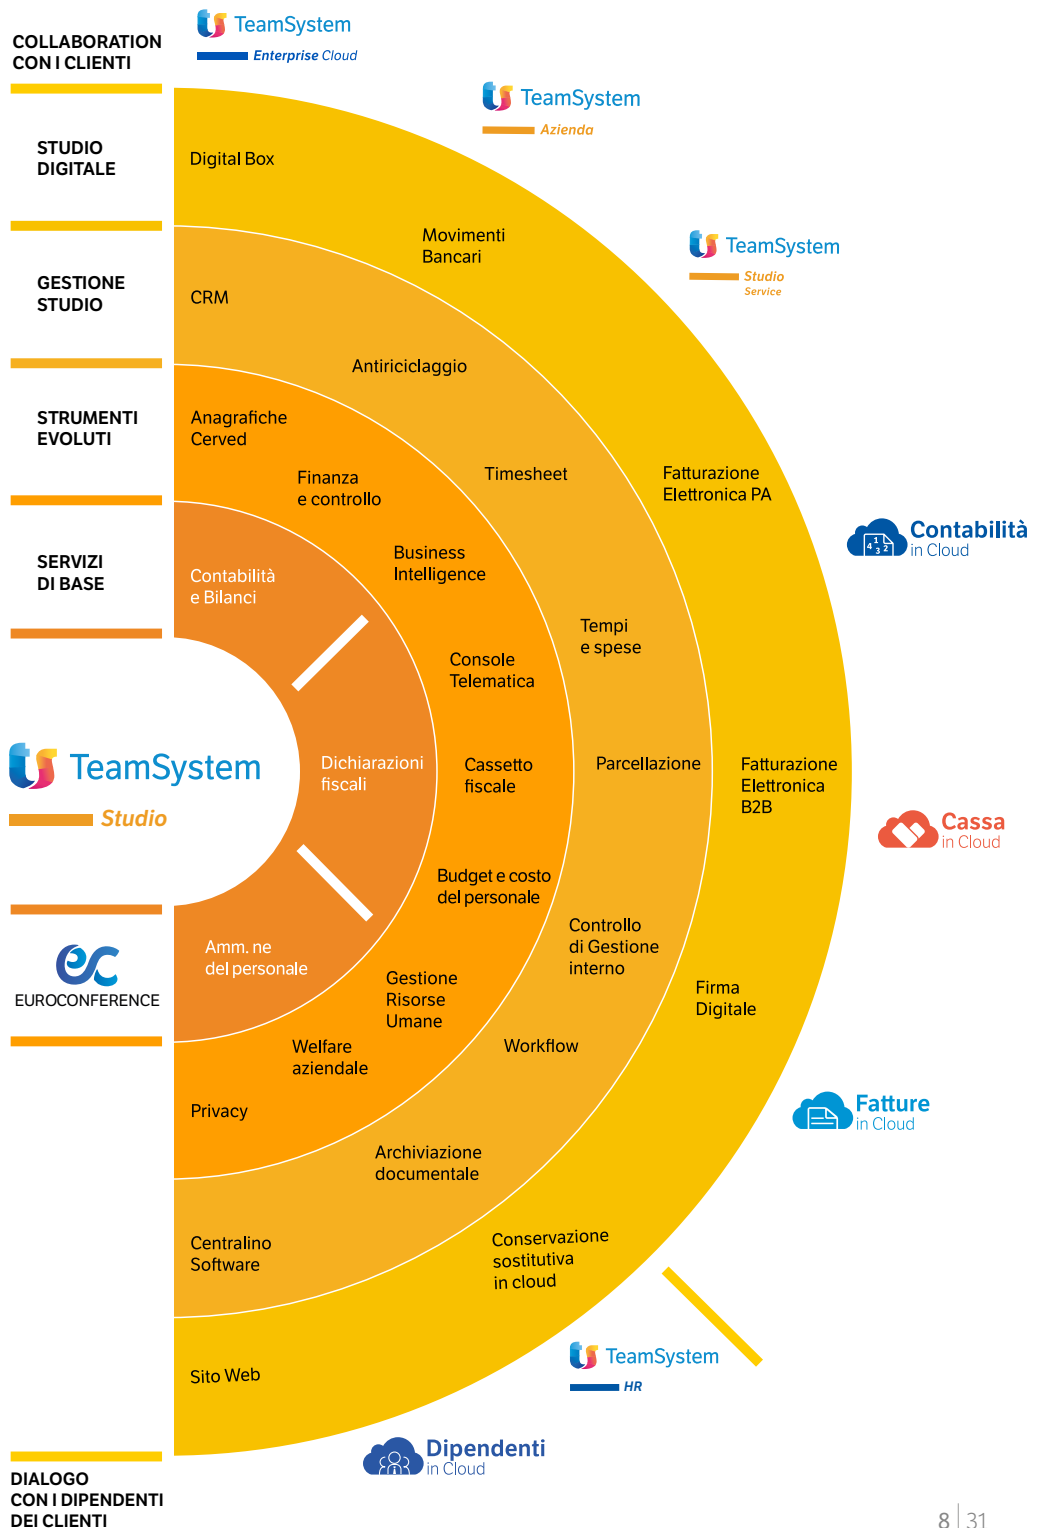 COLLABORATION
CON I CLIENTI
TeamSystem
Enterprise Cloud
TeamSystem
Azienda
STUDIO
DIGITALE
Digital Box
Movimenti
Bancari
TeamSystem
Studio
Service
GESTIONE
STUDIO
CRM
Antiriciclaggio
STRUMENTI
EVOLUTI
Anagrafiche
Cerved
Finanza
e controllo
Timesheet
Fatturazione
Elettronica PA
Contabilità
in Cloud
SERVIZI
DI BASE
Contabilità
e Bilanci
Business
Intelligence
Tempi
e spese
Console
Telematica
TeamSystem
Studio
Dichiarazioni
fiscali
Cassetto
fiscale
Parcellazione
Fatturazione
Elettronica
B2B
Cassa
in Cloud
Budget e costo
del personale
EUROCONFERENCE
Amm. ne
del personale
Controllo
di Gestione
interno
Gestione
Risorse
Umane
Firma
Digitale
Welfare
aziendale
Workflow
Privacy
Fatture
in Cloud
Archiviazione
documentale
Centralino
Software
Conservazione
sostitutiva
in cloud
TeamSystem
HR
Sito Web
Dipendenti
in Cloud
DIALOGO
CON I DIPENDENTI
DEI CLIENTI
8 | 31